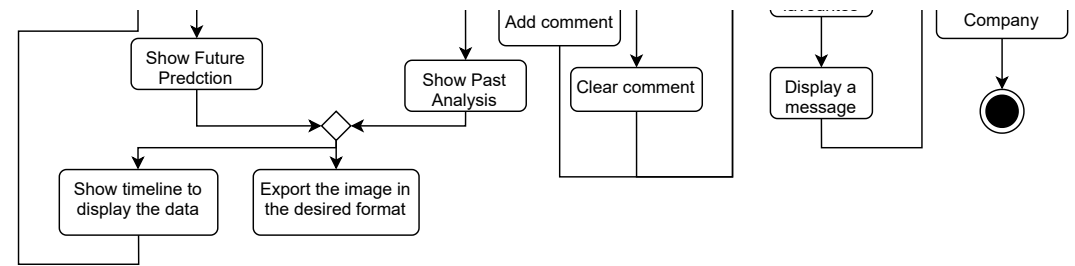 Add comment
Company
Show Future
Predction
Show Past
Analysis
Clear comment
Display a
message
Show timeline to
display the data
Export the image in
the desired format